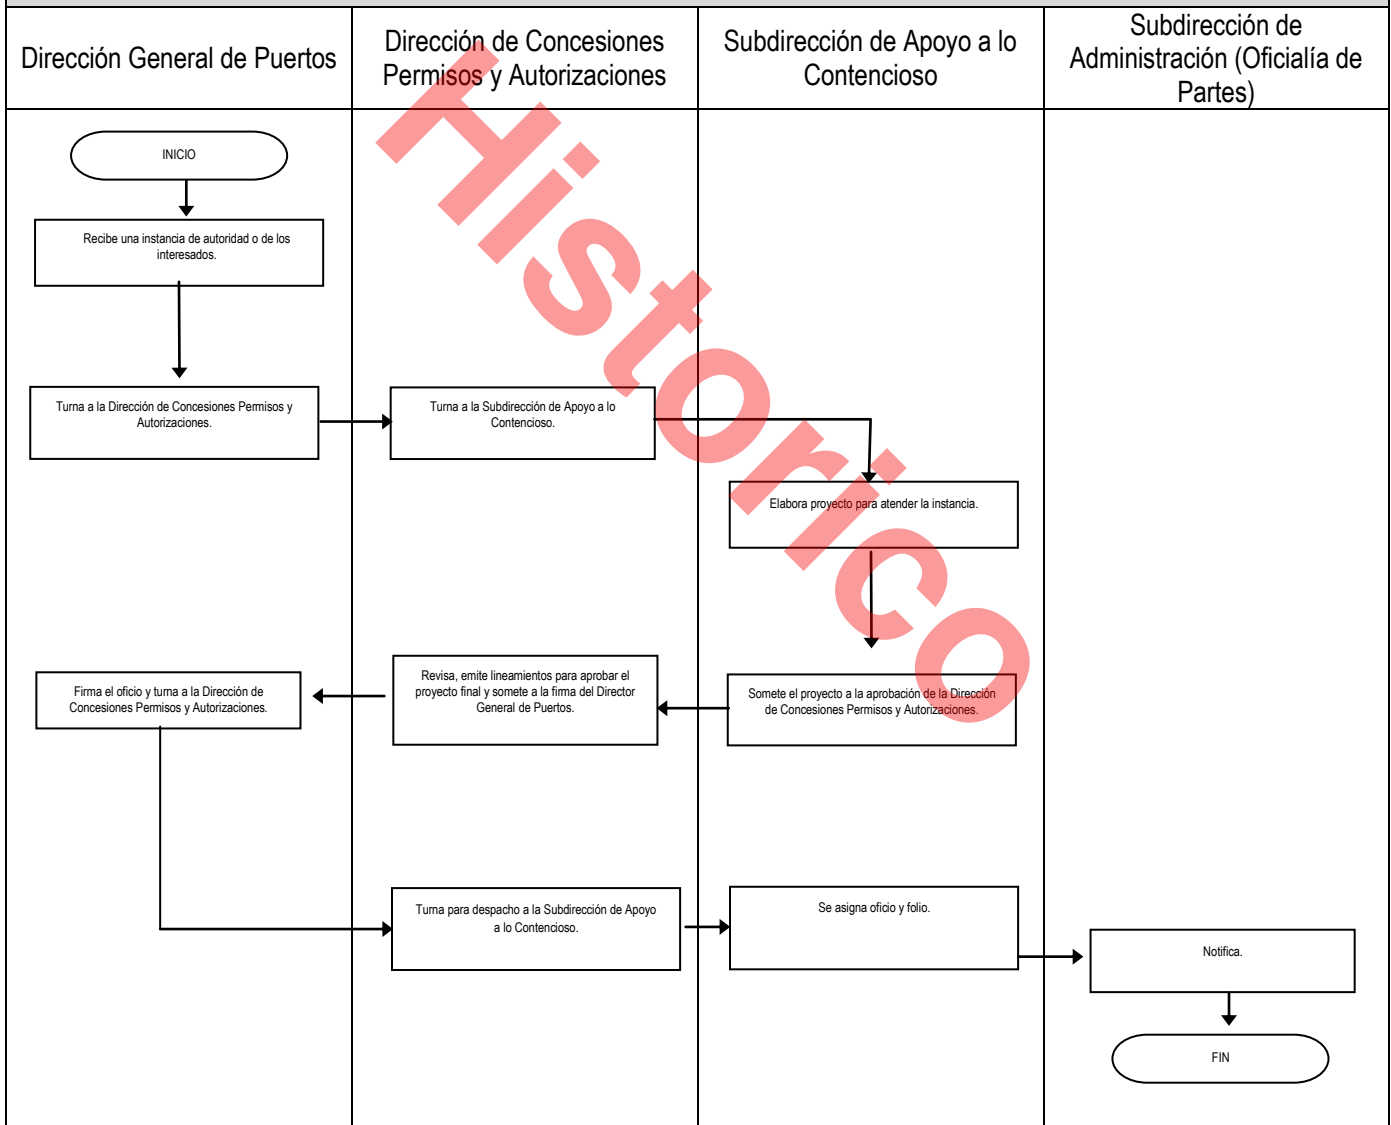 Dirección General de Puertos
Dirección de Concesiones
Permisos y Autorizaciones
Subdirección de Apoyo a lo
Contencioso
Subdirección de
Administración (Oficialía de
Partes)
INICIO
Recibe una instancia de autoridad o de los
interesados.
Turna a la Dirección de Concesiones Permisos y
Autorizaciones.
Turna a la Subdirección de Apoyo a lo
Contencioso.
Elabora proyecto para atender la instancia.
Somete el proyecto a la aprobación de la Dirección
de Concesiones Permisos y Autorizaciones.
Revisa, emite lineamientos para aprobar el
proyecto final y somete a la firma del Director
General de Puertos.
Firma el oficio y turna a la Dirección de
Concesiones Permisos y Autorizaciones.
Turna para despacho a la Subdirección de Apoyo
a lo Contencioso.
Se asigna oficio y folio.
Notifica.
FIN
Historico